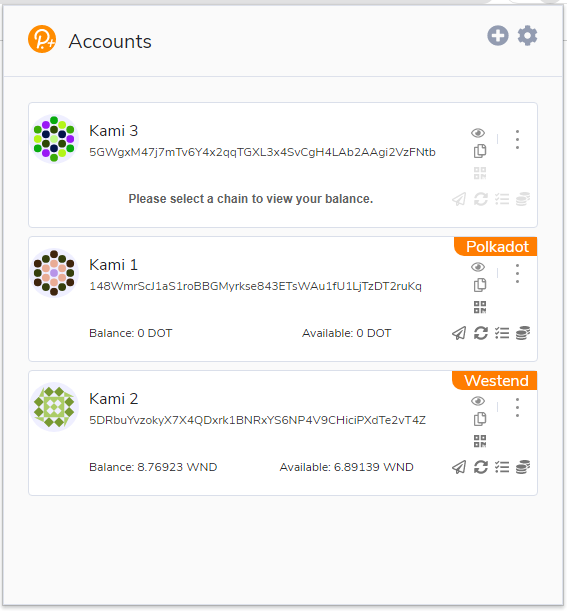 Accounts
Kami 3
5GWgxM47j7mTv6Y4x2qqTGXL3x4SvCgH4LAb2AAgi2VzFNtb
Please select a chain to view your balance.
Polkadot
Kami 1
148WmrScJ1aS1roBBGMyrkse843ETsWAu1fU1LjTzDT2ruKq
Balance: 0 DOT Available: 0 DOT
Westend
Kami 2
5DRbuYvzokyX7X4QDxrk1BNRxYS6NP4V9CHiciPXdTe2vT4Z
Balance: 8.76923 WND Available: 6.89139 WND